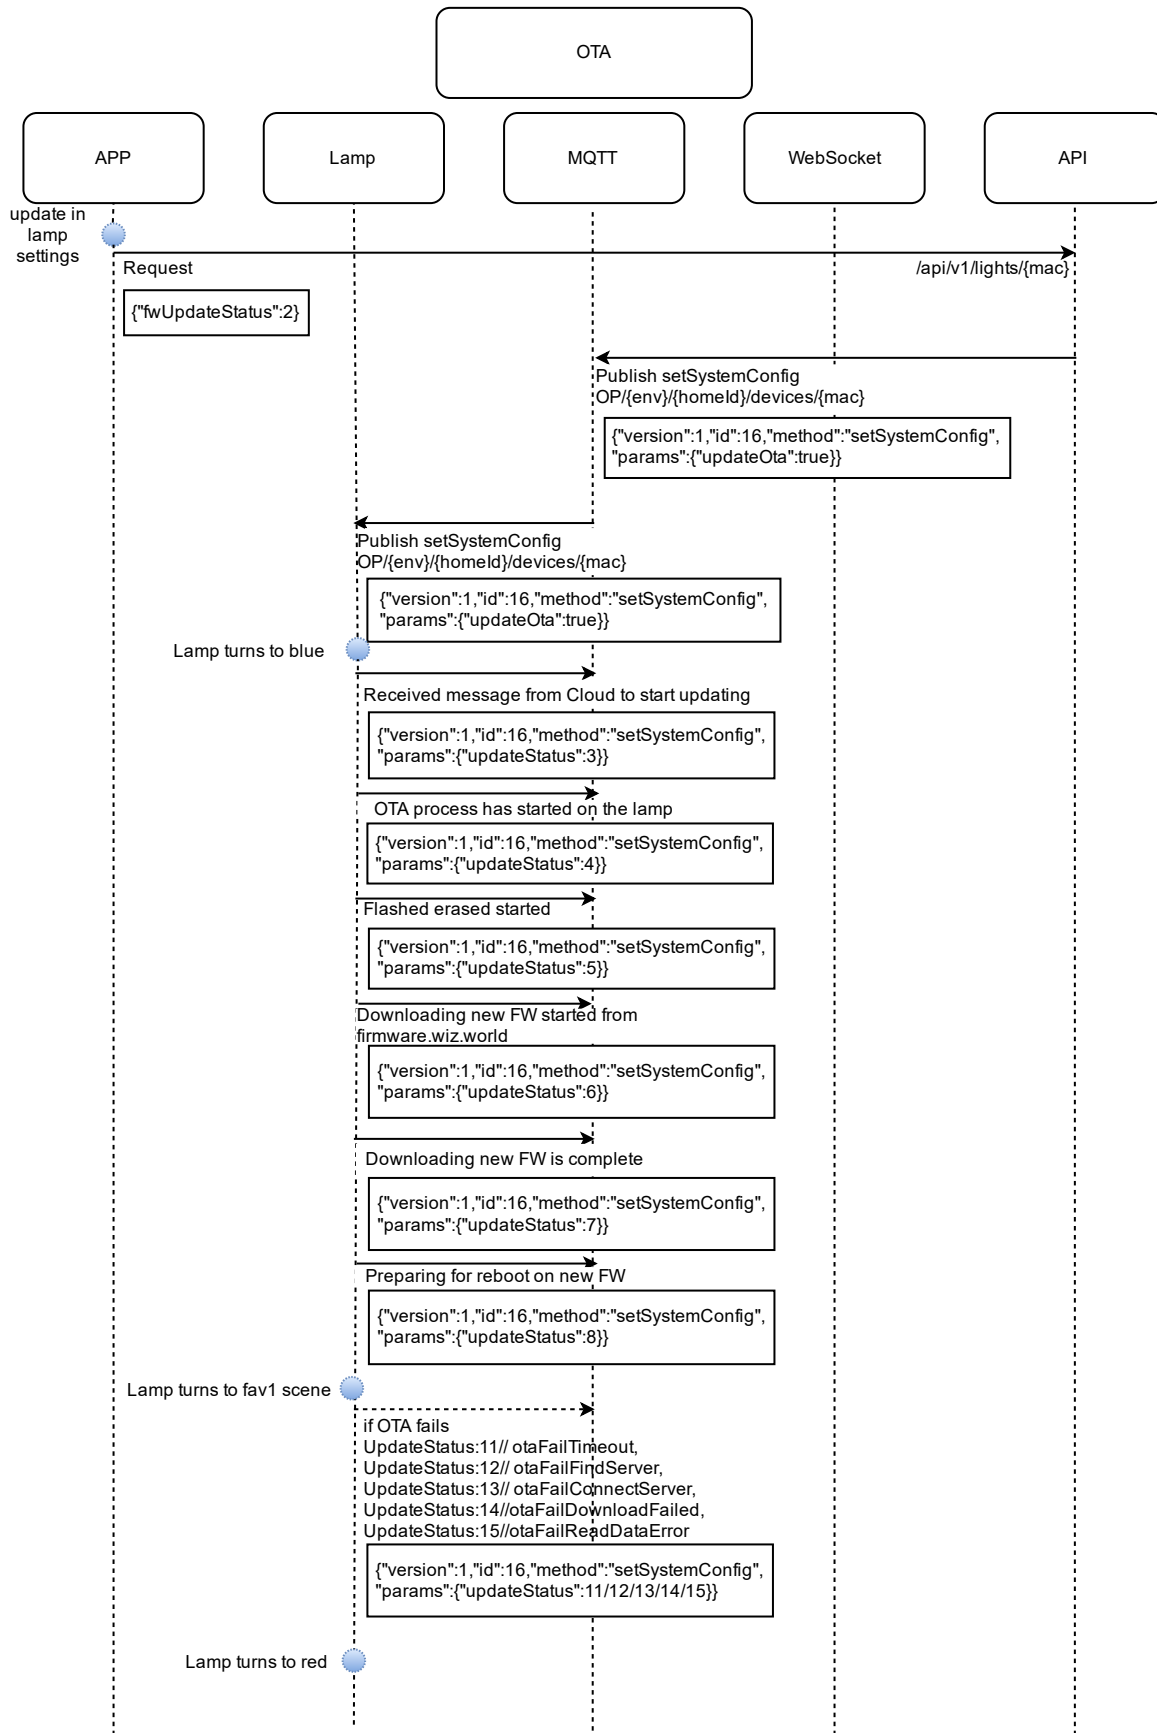 OTA
APP
Lamp
MQTT
WebSocket
API
update in
lamp
settings
Request
/api/v1/lights/{mac}
{"fwUpdateStatus":2}
Publish setSystemConfig
OP/{env}/{homeId}/devices/{mac}
{"version":1,"id":16,"method":"setSystemConfig",
"params":{"updateOta":true}}
Publish setSystemConfig
OP/{env}/{homeId}/devices/{mac}
{"version":1,"id":16,"method":"setSystemConfig",
"params":{"updateOta":true}}
Lamp turns to blue
Received message from Cloud to start updating
{"version":1,"id":16,"method":"setSystemConfig",
"params":{"updateStatus":3}}
OTA process has started on the lamp
{"version":1,"id":16,"method":"setSystemConfig",
"params":{"updateStatus":4}}
Flashed erased started
{"version":1,"id":16,"method":"setSystemConfig",
"params":{"updateStatus":5}}
Downloading new FW started from
firmware.wiz.world
{"version":1,"id":16,"method":"setSystemConfig",
"params":{"updateStatus":6}}
Downloading new FW is complete
{"version":1,"id":16,"method":"setSystemConfig",
"params":{"updateStatus":7}}
Preparing for reboot on new FW
{"version":1,"id":16,"method":"setSystemConfig",
"params":{"updateStatus":8}}
Lamp turns to fav1 scene
if OTA fails
UpdateStatus:11// otaFailTimeout,
UpdateStatus:12// otaFailFindServer,
UpdateStatus:13// otaFailConnectServer,
UpdateStatus:14//otaFailDownloadFailed,
UpdateStatus:15//otaFailReadDataError
{"version":1,"id":16,"method":"setSystemConfig",
"params":{"updateStatus":11/12/13/14/15}}
Lamp turns to red